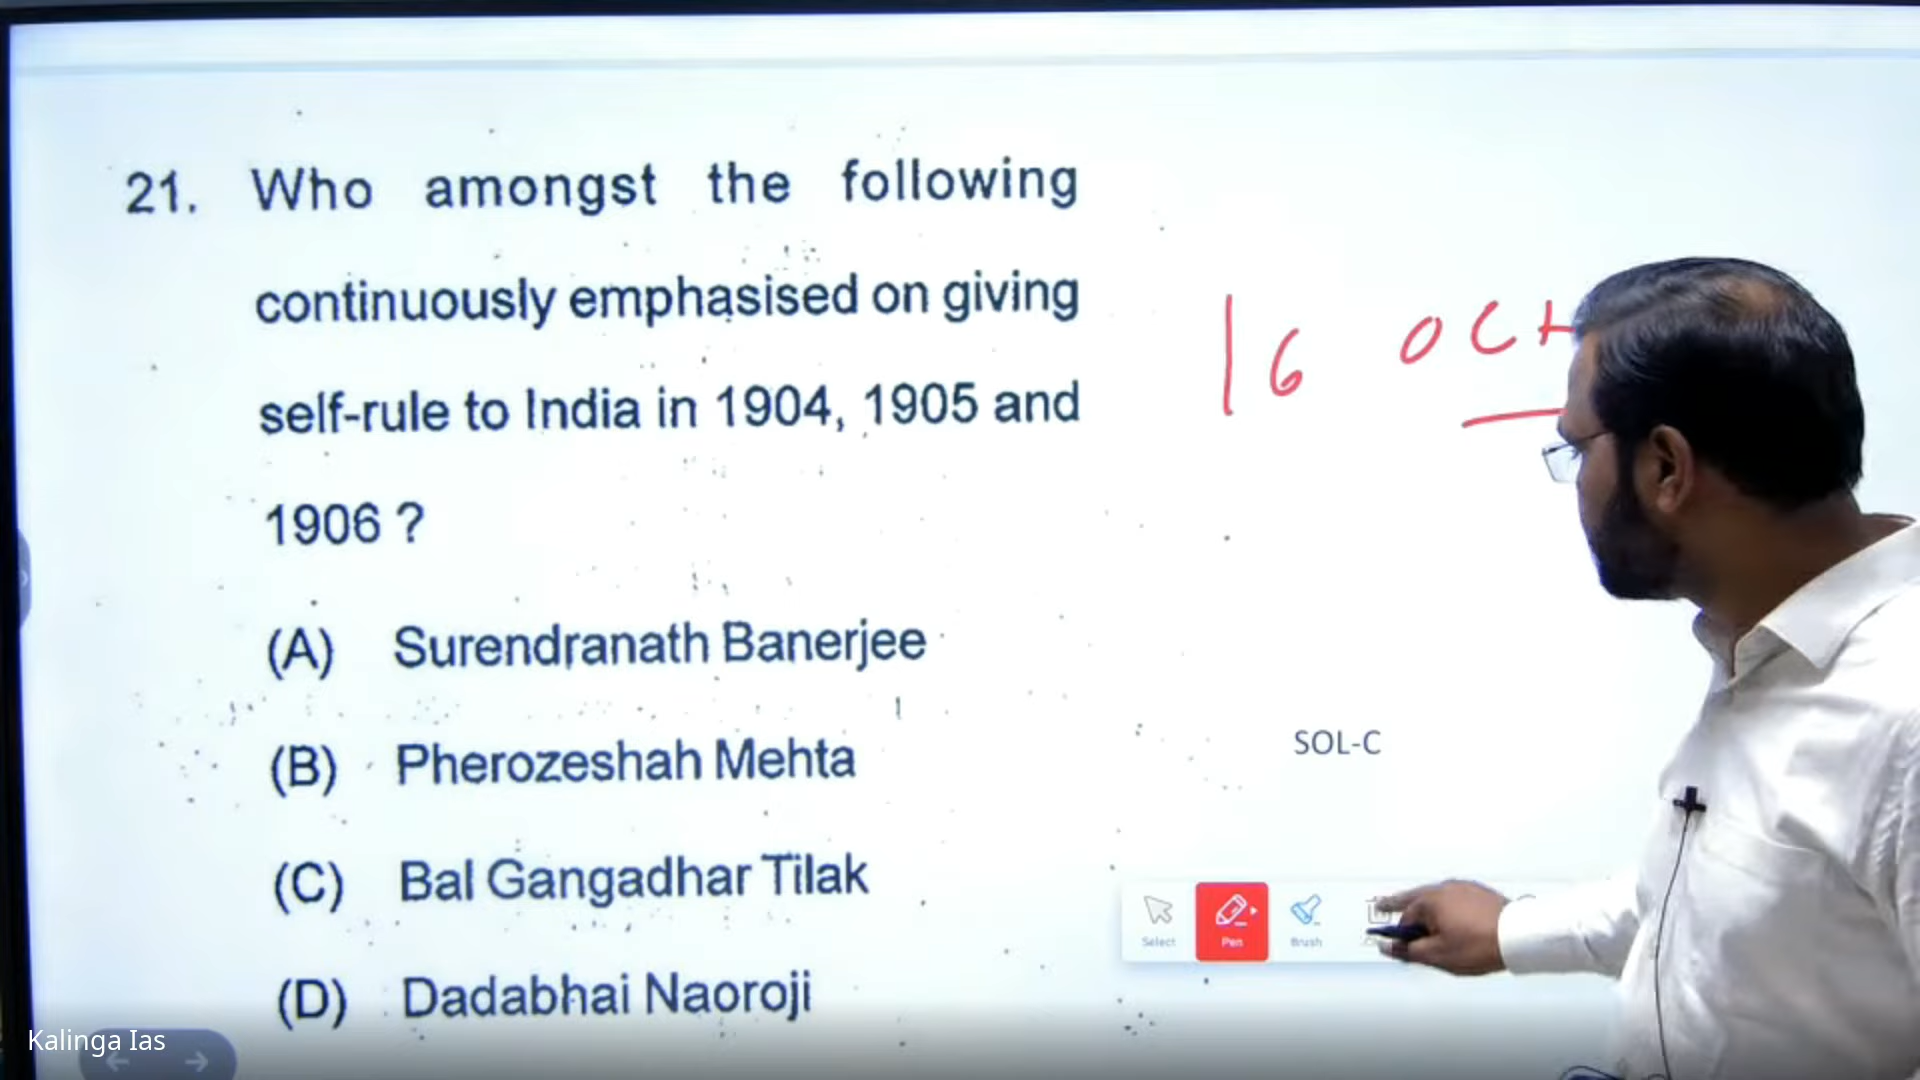 21. Who amongst the following
continuously emphasised on giving
self-rule to India in 1904, 1905 and
1906 ?
(A) Surendranath Banerjee
(B) Pherozeshah Mehta
(C) Bal Gangadhar Tilak
(D) Dadabhai Naoroji
16 Oct
SOL-C
Select
Pen
Brush
Kalinga Ias